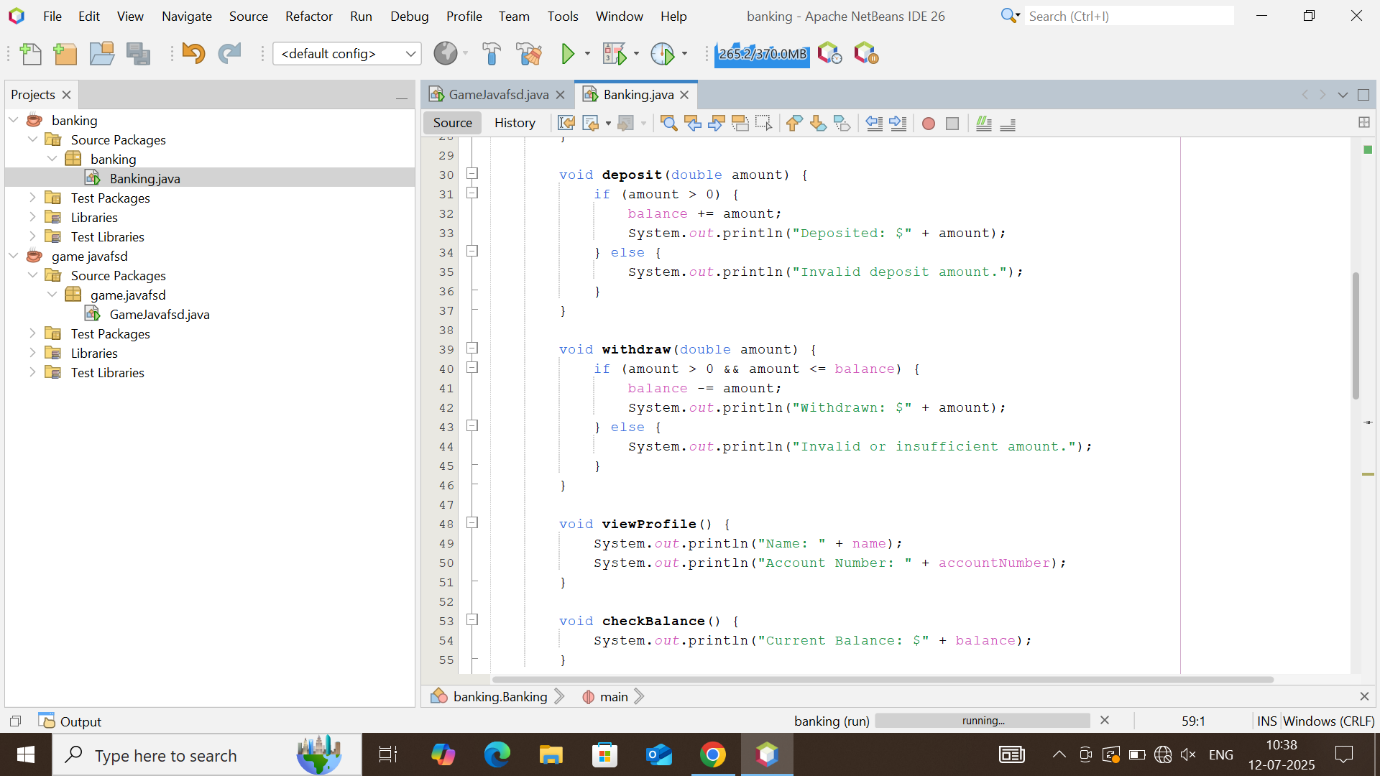 File Edit View Navigate Source Refactor Run Debug Profile Team Tools Window Help
banking - Apache NetBeans IDE 26
Search (Ctrl+I)
<default config>
265.2/370.0MB
Projects
banking
Source Packages
banking
Banking.java
Test Packages
Libraries
Test Libraries
game javafsd
Source Packages
game.javafsd
GameJavafsd.java
Test Packages
Libraries
Test Libraries
GameJavafsd.java Banking.java
Source History
28 }
29
30 void deposit(double amount) {
31 if (amount > 0) {
32 balance += amount;
33 System.out.println("Deposited: $" + amount);
34 } else {
35 System.out.println("Invalid deposit amount.");
36 }
37 }
38
39 void withdraw(double amount) {
40 if (amount > 0 && amount <= balance) {
41 balance -= amount;
42 System.out.println("Withdrawn: $" + amount);
43 } else {
44 System.out.println("Invalid or insufficient amount.");
45 }
46 }
47
48 void viewProfile() {
49 System.out.println("Name: " + name);
50 System.out.println("Account Number: " + accountNumber);
51 }
52
53 void checkBalance() {
54 System.out.println("Current Balance: $" + balance);
55 }
banking.Banking main
Output
banking (run) running... 59:1 INS Windows (CRLF)
Type here to search
ENG
10:38
12-07-2025